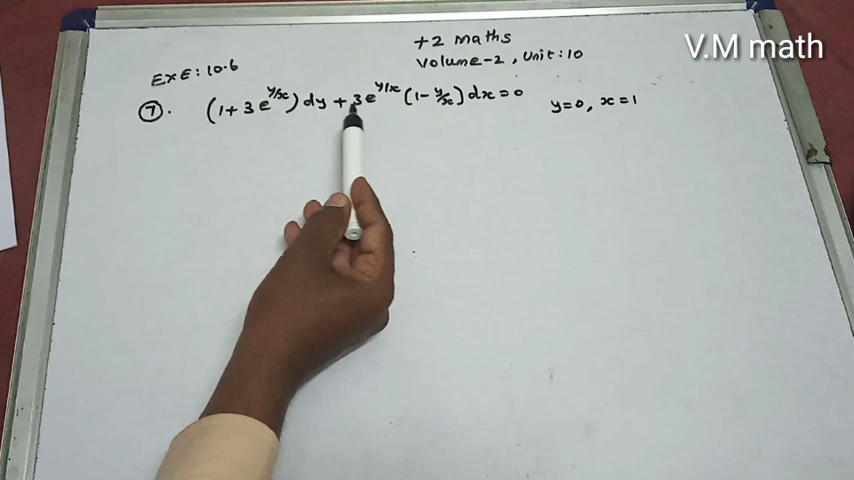 +2 maths
V.M math
Volume-2, Unit:10
EXE:10.6
⑦. (1+3e^{y/x})dy+3e^{y/x}(1-y/x)dx=0 y=0, x=1